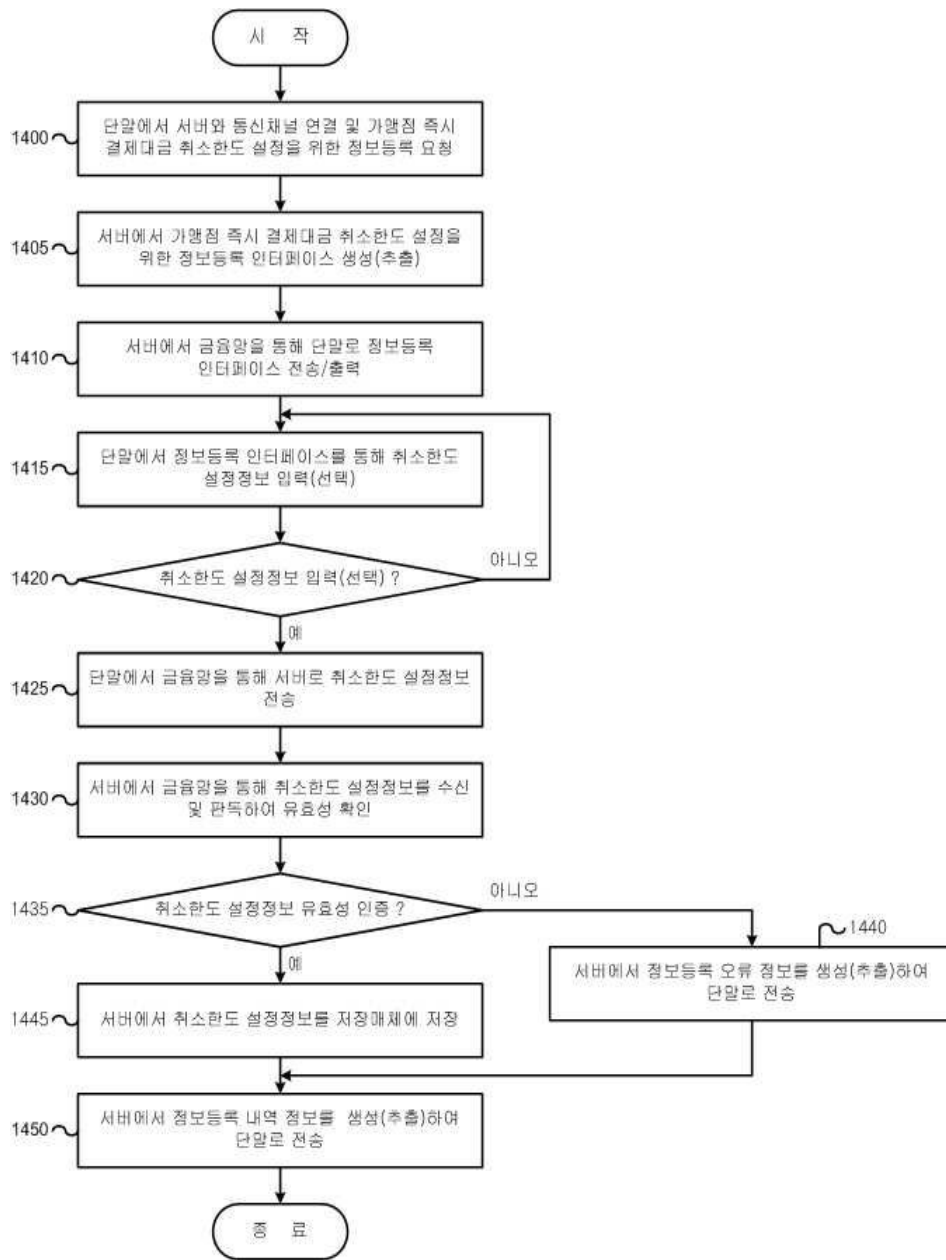 시 작
1400
단말에서 서버와 통신채널 연결 및 가맹점 즉시
결제대금 취소한도 설정을 위한 정보등록 요청
1405
서버에서 가맹점 즉시 결제대금 취소한도 설정을
위한 정보등록 인터페이스 생성(추출)
1410
서버에서 금융망을 통해 단말로 정보등록
인터페이스 전송/출력
1415
단말에서 정보등록 인터페이스를 통해 취소한도
설정정보 입력(선택)
아니오
1420
취소한도 설정정보 입력(선택) ?
예
1425
단말에서 금융망을 통해 서버로 취소한도 설정정보
전송
1430
서버에서 금융망을 통해 취소한도 설정정보를 수신
및 판독하여 유효성 확인
아니오
1435
취소한도 설정정보 유효성 인증 ?
1440
예
서버에서 정보등록 오류 정보를 생성(추출)하여
단말로 전송
1445
서버에서 취소한도 설정정보를 저장매체에 저장
1450
서버에서 정보등록 내역 정보를 생성(추출)하여
단말로 전송
종 료